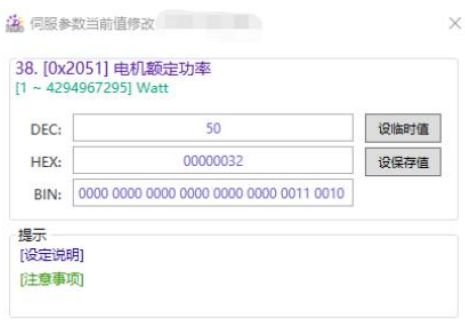 伺服参数当前值修改
38. [0x2051] 电机额定功率
[1 ~ 4294967295] Watt
DEC: 50 设临时值
HEX: 00000032 设保存值
BIN: 0000 0000 0000 0000 0000 0000 0011 0010
提示
[设定说明]
[注意事项]